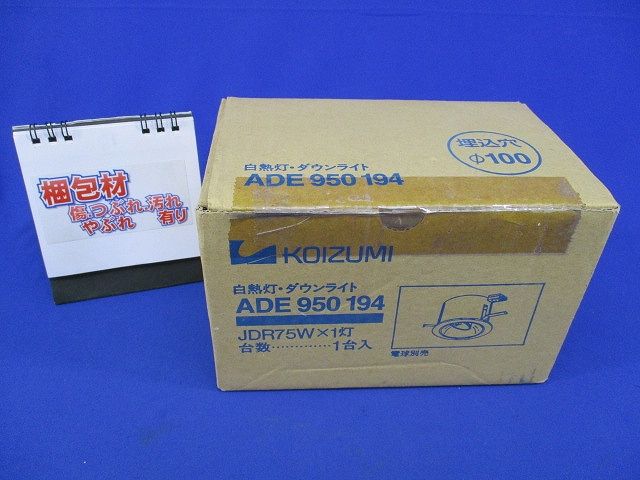 梱包材
傷,つぶれ,汚れ
やぶれ 有り
埋込穴
φ100
白熱灯・ダウンライト
ADE 950 194
KOIZUMI
白熱灯・ダウンライト
ADE 950 194
JDR75W×1灯
台数‥‥‥‥‥1台入
電球別売